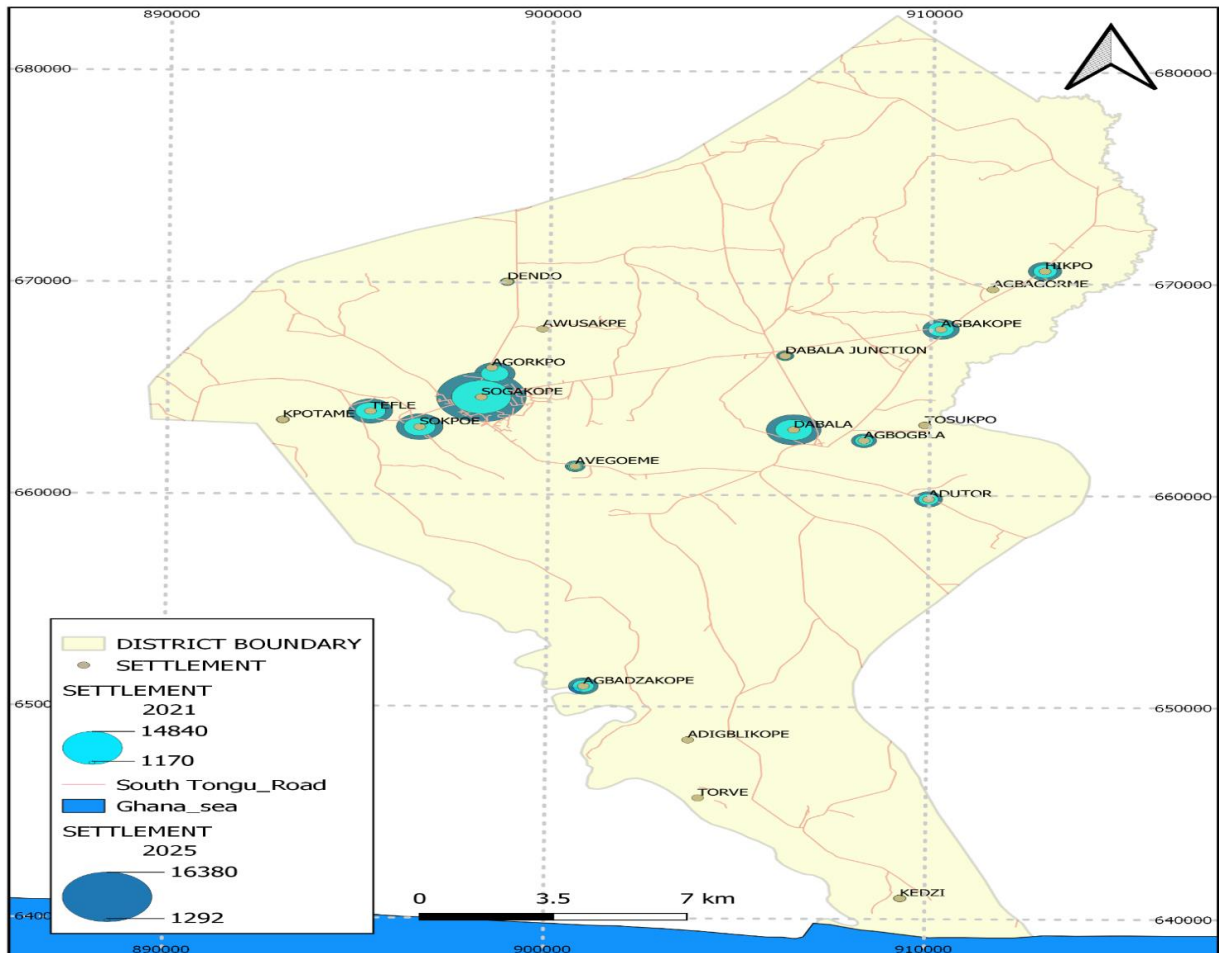 890000 900000 910000
680000 680000
HIKPO
DENDO
670000 670000
AGBAGORME
AWUSAKPE
AGBAKOPE
DABALA JUNCTION
AGORKPO
SOGAKOPE
TEFLE
KPOTAME
SOKPOE
DABALA
TOSUKPO
AGBOGBLA
AVEGOEME
660000 660000
ADUTOR
DISTRICT BOUNDARY
SETTLEMENT
AGBADZAKOPE
SETTLEMENT
650000 650000
2021
14840
ADIGBLIKOPE
1170
South Tongu_Road
TORVE
Ghana_sea
SETTLEMENT
2025
16380
0 3.5 7 km
KEDZI
1292
640000 640000
890000 900000 910000